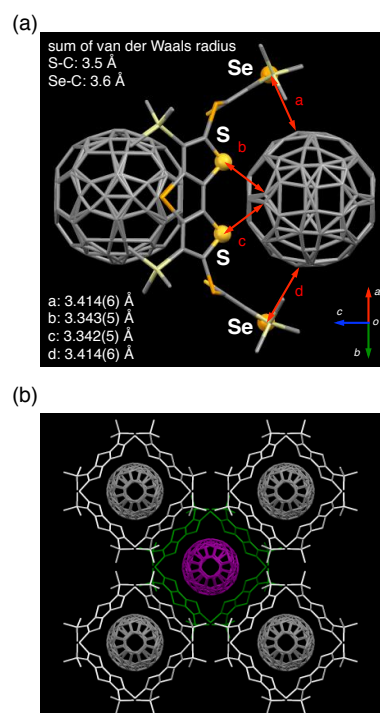 (a)
sum of van der Waals radius
S-C: 3.5 Å
Se-C: 3.6 Å
Se
a
S
b
c
S
d
Se
a: 3.414(6) Å
b: 3.343(5) Å
c: 3.342(5) Å
d: 3.414(6) Å
a
c
o
b
(b)